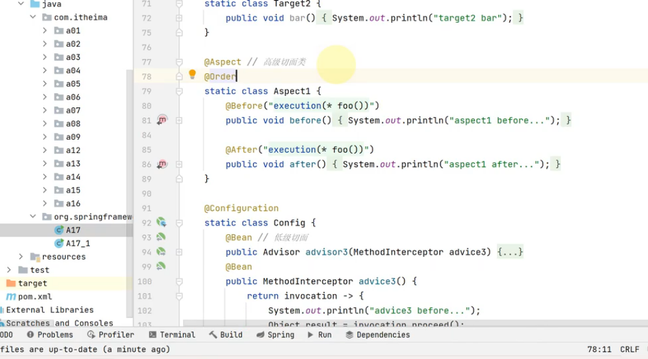 java
com.itheima
a01
a02
a03
a04
a05
a06
a07
a08
a09
a12
a13
a14
a15
a16
org.springframew
A17
A17_1
resources
test
target
pom.xml
External Libraries
Scratches and Consoles
71 static class Target2 {
72 public void bar() { System.out.println("target2 bar"); }
75 }
76
77 @Aspect // 高级切面类
78 @Order
79 static class Aspect1 {
80 @Before("execution(* foo())")
81 public void before() { System.out.println("aspect1 before..."); }
84
85 @After("execution(* foo())")
86 public void after() { System.out.println("aspect1 after..."); }
89 }
90
91 @Configuration
92 static class Config {
93 @Bean // 低级切面
94 public Advisor advisor3(MethodInterceptor advice3) {...}
99 @Bean
100 public MethodInterceptor advice3() {
101 return invocation -> {
102 System.out.println("advice3 before...");
103 Object result = invocation.proceed();
ODO Problems Profiler Terminal Build Spring Run Dependencies
files are up-to-date (a minute ago) 78:11 CRLF